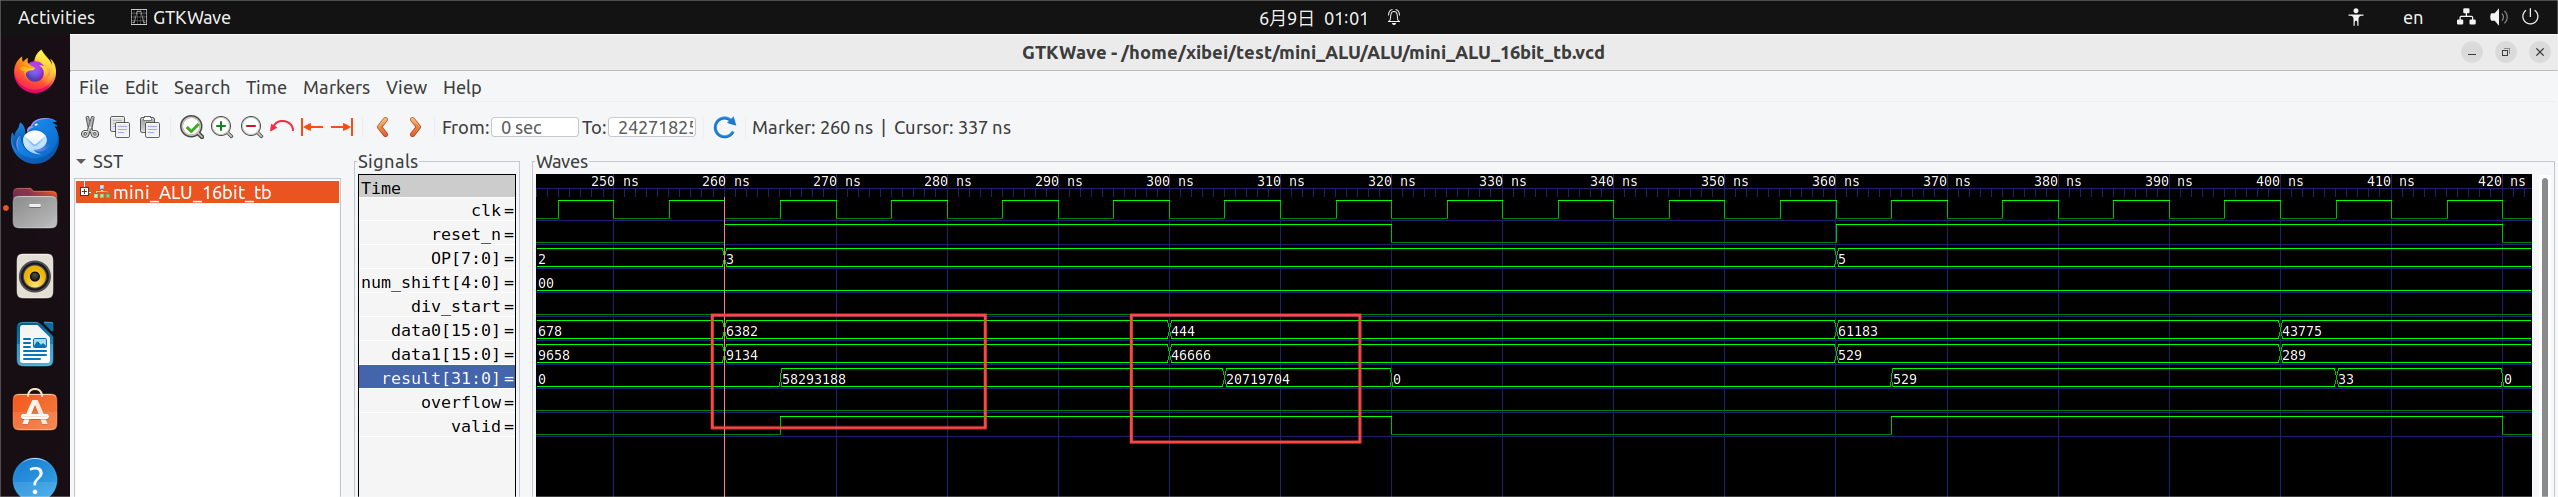 Activities GTKWave 6月9日 01:01 en
GTKWave - /home/xibei/test/mini_ALU/ALU/mini_ALU_16bit_tb.vcd
File Edit Search Time Markers View Help
From: 0 sec To: 24271825 Marker: 260 ns | Cursor: 337 ns
SST Signals Waves
mini_ALU_16bit_tb
Time 250 ns 260 ns 270 ns 280 ns 290 ns 300 ns 310 ns 320 ns 330 ns 340 ns 350 ns 360 ns 370 ns 380 ns 390 ns 400 ns 410 ns 420 ns
clk =
reset_n =
OP[7:0] = 2 3 5
num_shift[4:0] = 00
div_start =
data0[15:0] = 678 6382 444 61183 43775
data1[15:0] = 9658 9134 46666 529 289
result[31:0] = 0 58293188 20719704 0 529 33 0
overflow =
valid =